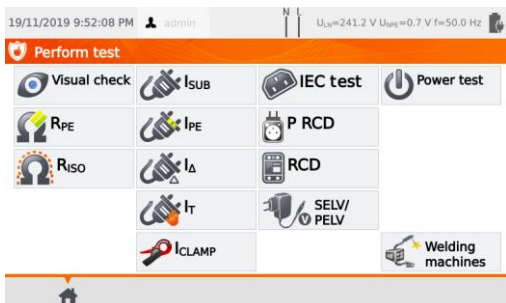 19/11/2019 9:52:08 PM admin N L ULN=241.2 V UNPE=0.7 V f=50.0 Hz
Perform test
Visual check ISUB IEC test Power test
RPE IPE P RCD
RISO IΔ RCD
IT SELV/
PELV
ICLAMP Welding
machines